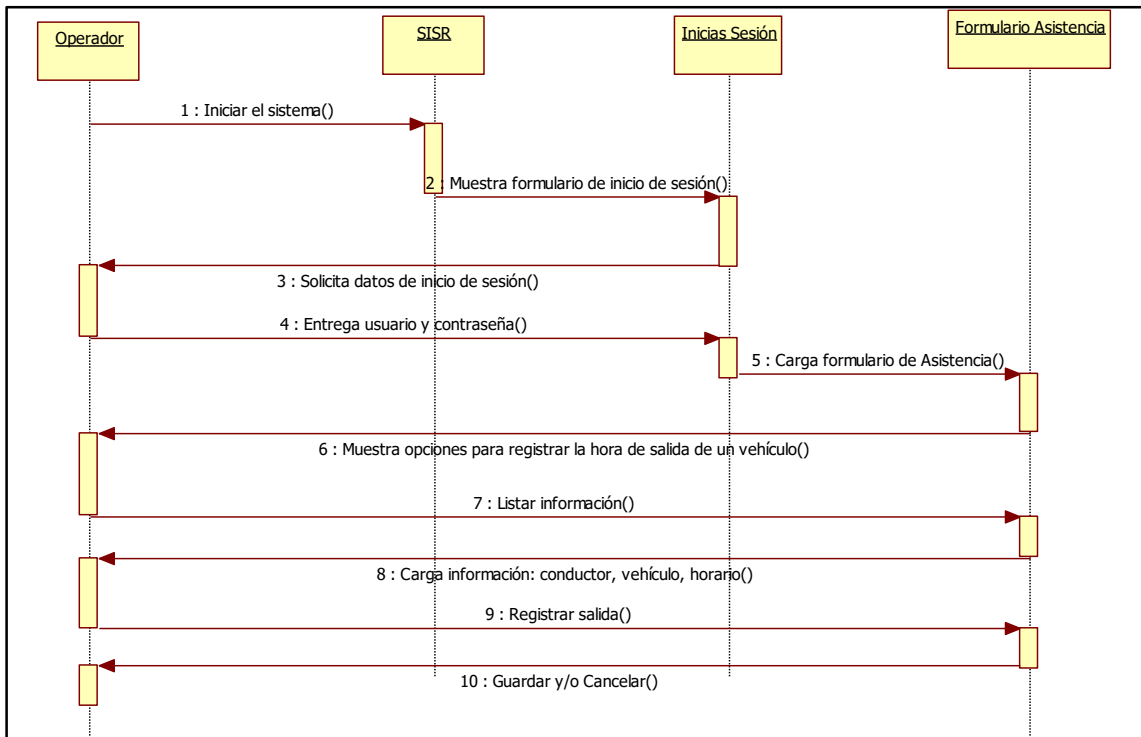 Operador
SISR
Inicias Sesión
Formulario Asistencia
1 : Iniciar el sistema()
2 : Muestra formulario de inicio de sesión()
3 : Solicita datos de inicio de sesión()
4 : Entrega usuario y contraseña()
5 : Carga formulario de Asistencia()
6 : Muestra opciones para registrar la hora de salida de un vehículo()
7 : Listar información()
8 : Carga información: conductor, vehículo, horario()
9 : Registrar salida()
10 : Guardar y/o Cancelar()